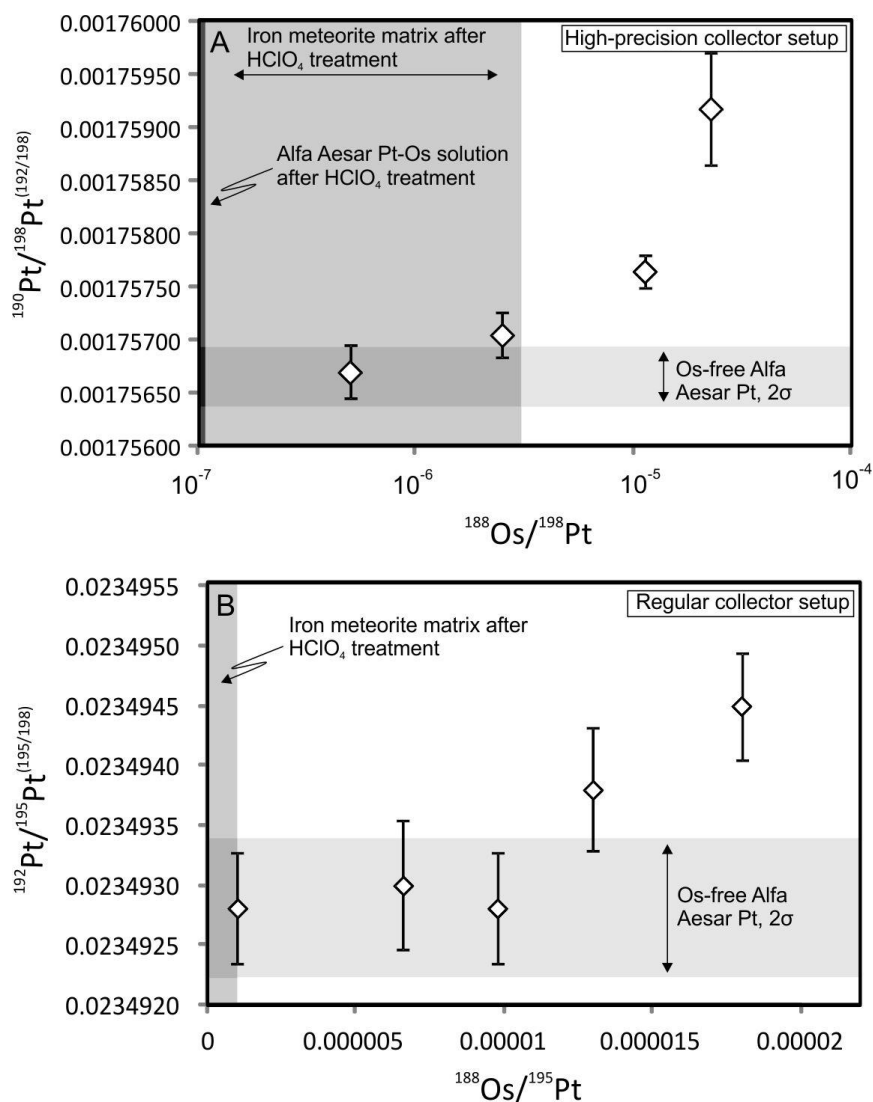 A
High-precision collector setup
Iron meteorite matrix after
HClO₄ treatment
Alfa Aesar Pt-Os solution
after HClO₄ treatment
Os-free Alfa
Aesar Pt, 2σ
¹⁹⁰Pt/¹⁹⁸Pt⁽¹⁹²/¹⁹⁸⁾
0.00176000
0.00175950
0.00175900
0.00175850
0.00175800
0.00175750
0.00175700
0.00175650
0.00175600
10⁻⁷ 10⁻⁶ 10⁻⁵ 10⁻⁴
¹⁸⁸Os/¹⁹⁸Pt
B
Regular collector setup
Iron meteorite matrix after
HClO₄ treatment
Os-free Alfa
Aesar Pt, 2σ
¹⁹²Pt/¹⁹⁵Pt⁽¹⁹⁵/¹⁹⁸⁾
0.0234955
0.0234950
0.0234945
0.0234940
0.0234935
0.0234930
0.0234925
0.0234920
0 0.000005 0.00001 0.000015 0.00002
¹⁸⁸Os/¹⁹⁵Pt